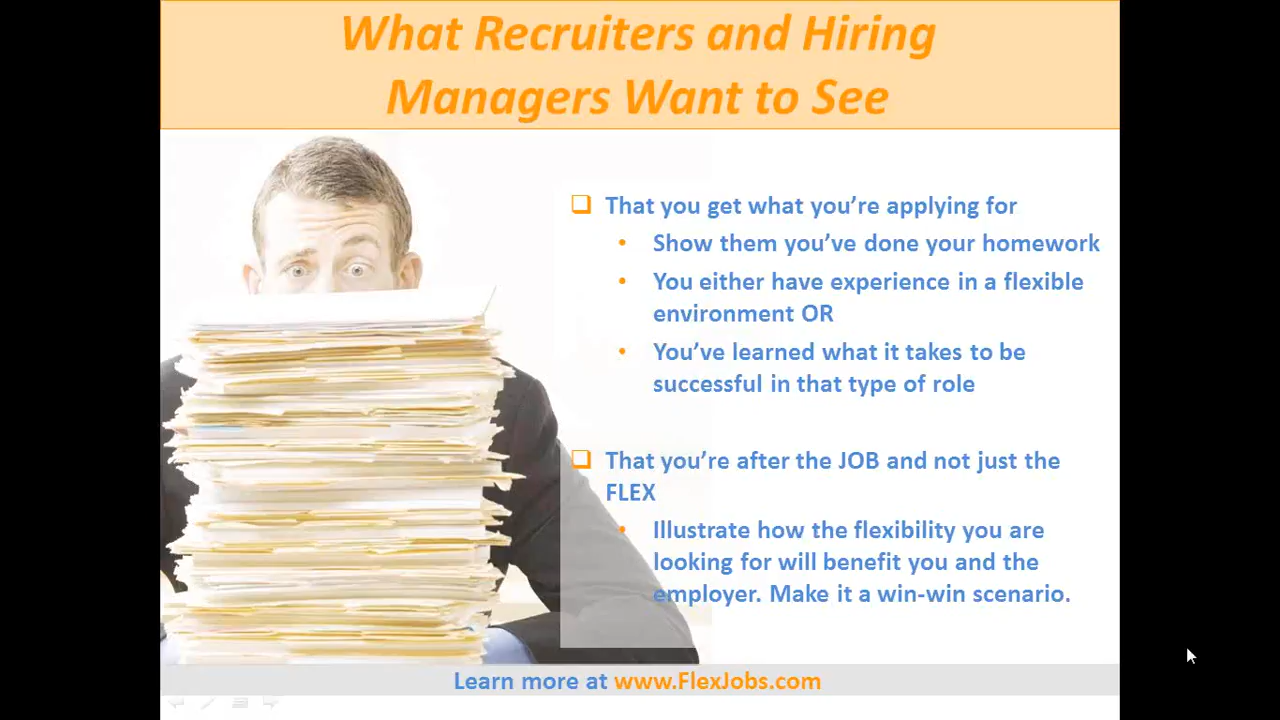 What Recruiters and Hiring
Managers Want to See
That you get what you’re applying for
Show them you’ve done your homework
You either have experience in a flexible
environment OR
You’ve learned what it takes to be
successful in that type of role
That you’re after the JOB and not just the
FLEX
Illustrate how the flexibility you are
looking for will benefit you and the
employer. Make it a win-win scenario.
Learn more at www.FlexJobs.com